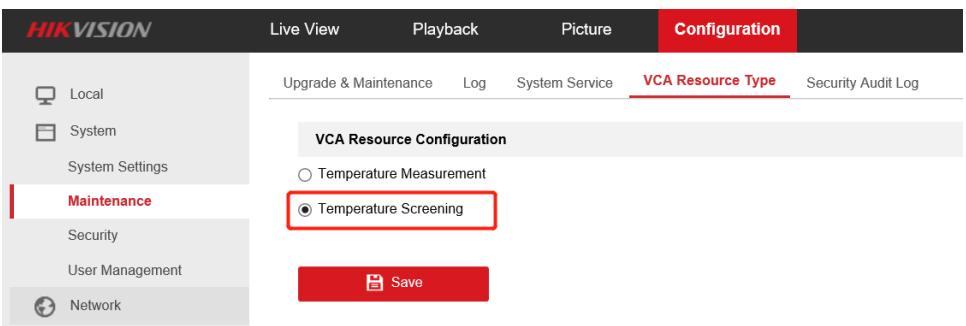 HIKVISION Live View Playback Picture Configuration
Local
System
System Settings
Maintenance
Security
User Management
Network
Upgrade & Maintenance Log System Service VCA Resource Type Security Audit Log
VCA Resource Configuration
Temperature Measurement
Temperature Screening
Save